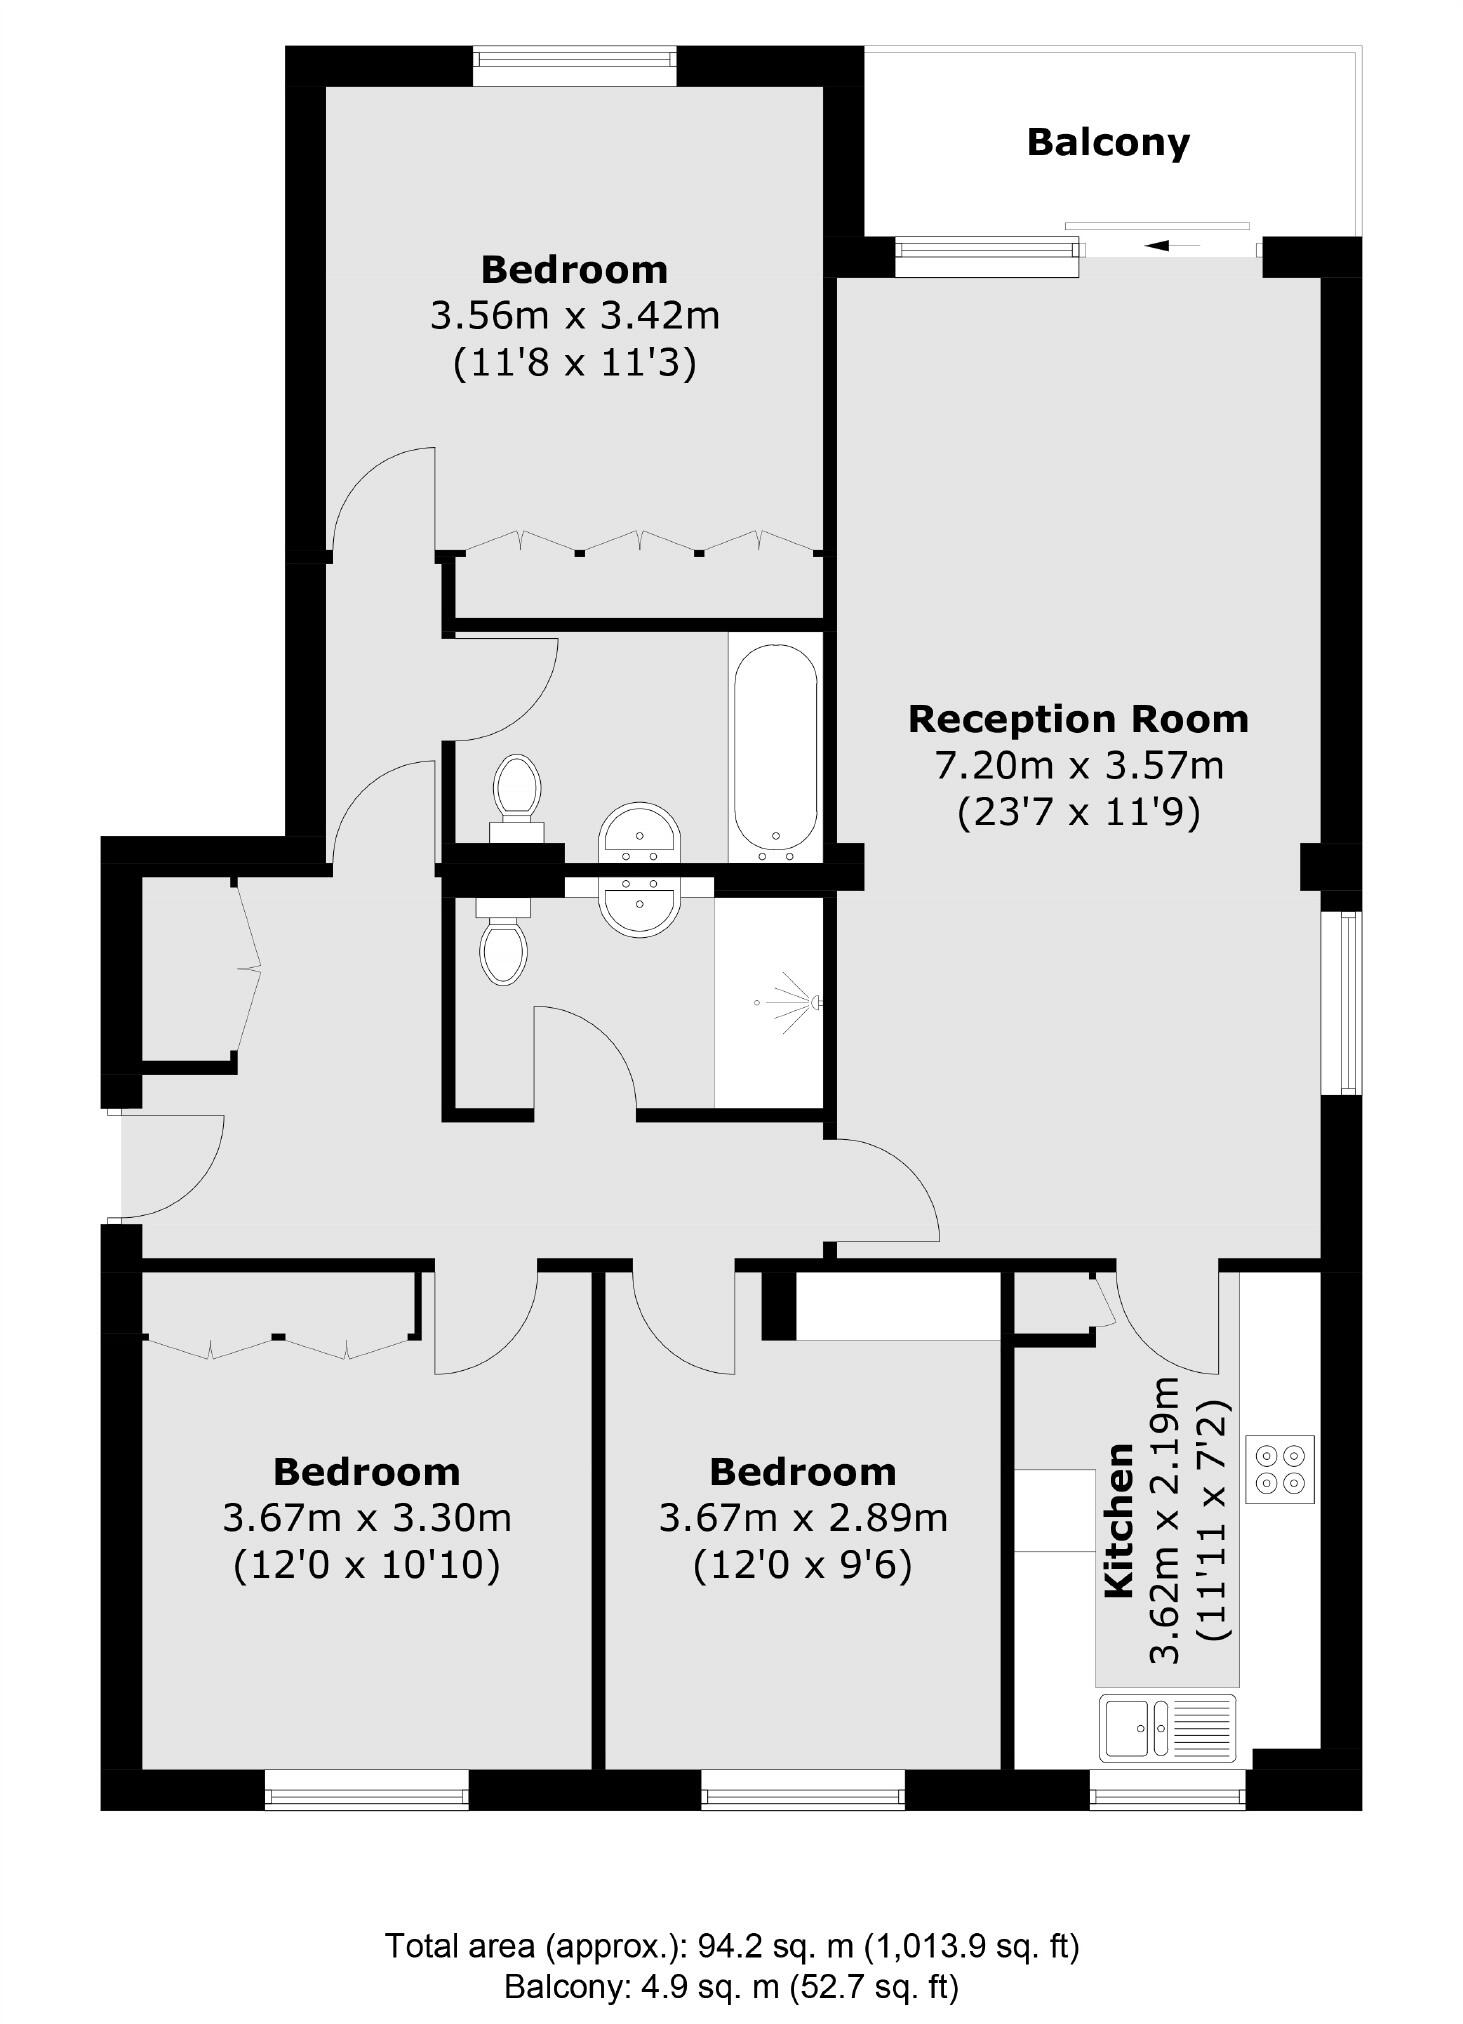 Balcony
Bedroom
3.56m x 3.42m
(11'8 x 11'3)
Reception Room
7.20m x 3.57m
(23'7 x 11'9)
Bedroom
3.67m x 3.30m
(12'0 x 10'10)
Bedroom
3.67m x 2.89m
(12'0 x 9'6)
Kitchen
3.62m x 2.19m
(11'11 x 7'2)
Total area (approx.): 94.2 sq. m (1,013.9 sq. ft)
Balcony: 4.9 sq. m (52.7 sq. ft)